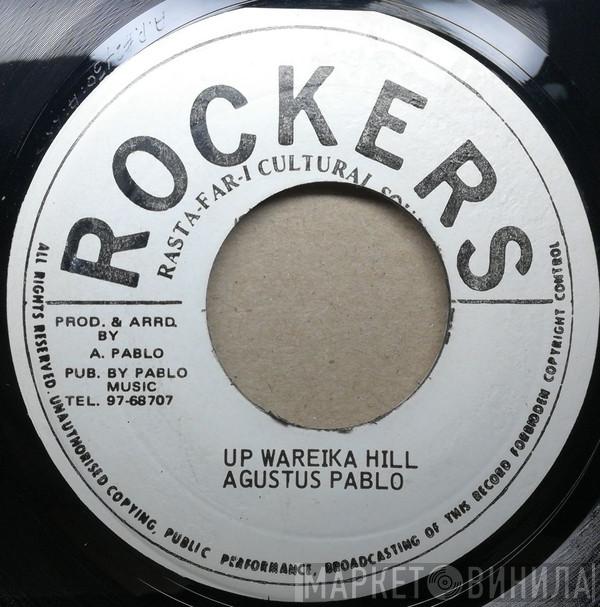 ROCKERS
RASTA-FAR-I CULTURAL
PROD. & ARRD.
BY
A. PABLO
PUB. BY PABLO
MUSIC
TEL. 97-68707
UP WAREIKA HILL
AGUSTUS PABLO
ALL RIGHTS RESERVED. UNAUTHORISED COPYING, PUBLIC PERFORMANCE, BROADCASTING OF THIS RECORD FORBIDDEN COPYRIGHT CONTROL
МАРКЕТ ВИНИЛА